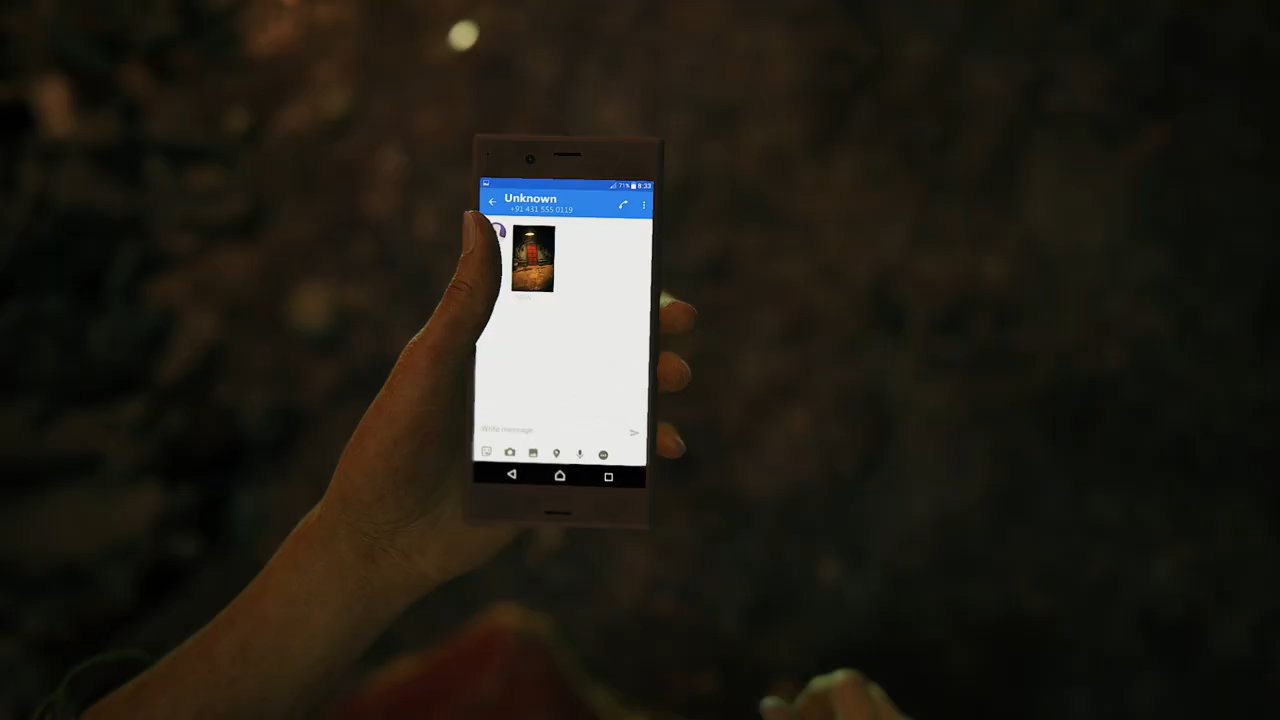 71% 8:33
Unknown
+91 431 555 0119
Write message